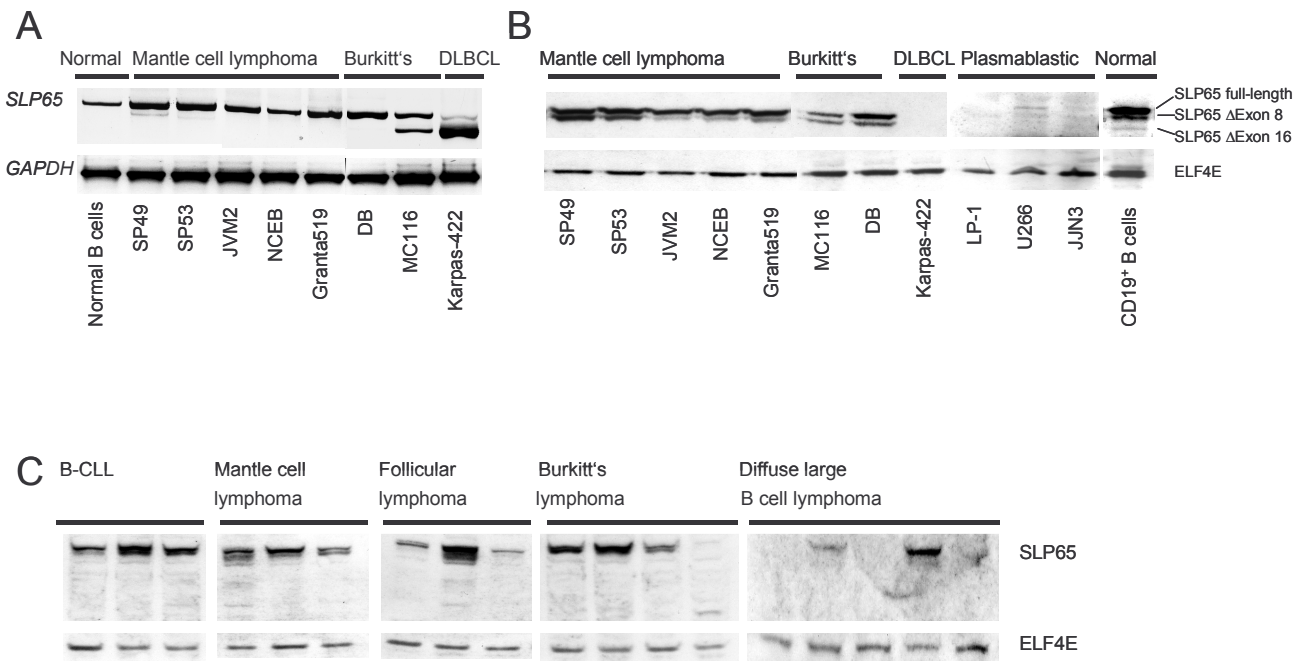 A
Normal Mantle cell lymphoma Burkitt‘s DLBCL
SLP65
GAPDH
Normal B cells
SP49
SP53
JVM2
NCEB
Granta519
DB
MC116
Karpas-422
B
Mantle cell lymphoma Burkitt‘s DLBCL Plasmablastic Normal
SLP65 full-length
SLP65 ΔExon 8
SLP65 ΔExon 16
ELF4E
SP49
SP53
JVM2
NCEB
Granta519
MC116
DB
Karpas-422
LP-1
U266
JJN3
CD19⁺ B cells
C
B-CLL
Mantle cell
lymphoma
Follicular
lymphoma
Burkitt‘s
lymphoma
Diffuse large
B cell lymphoma
SLP65
ELF4E